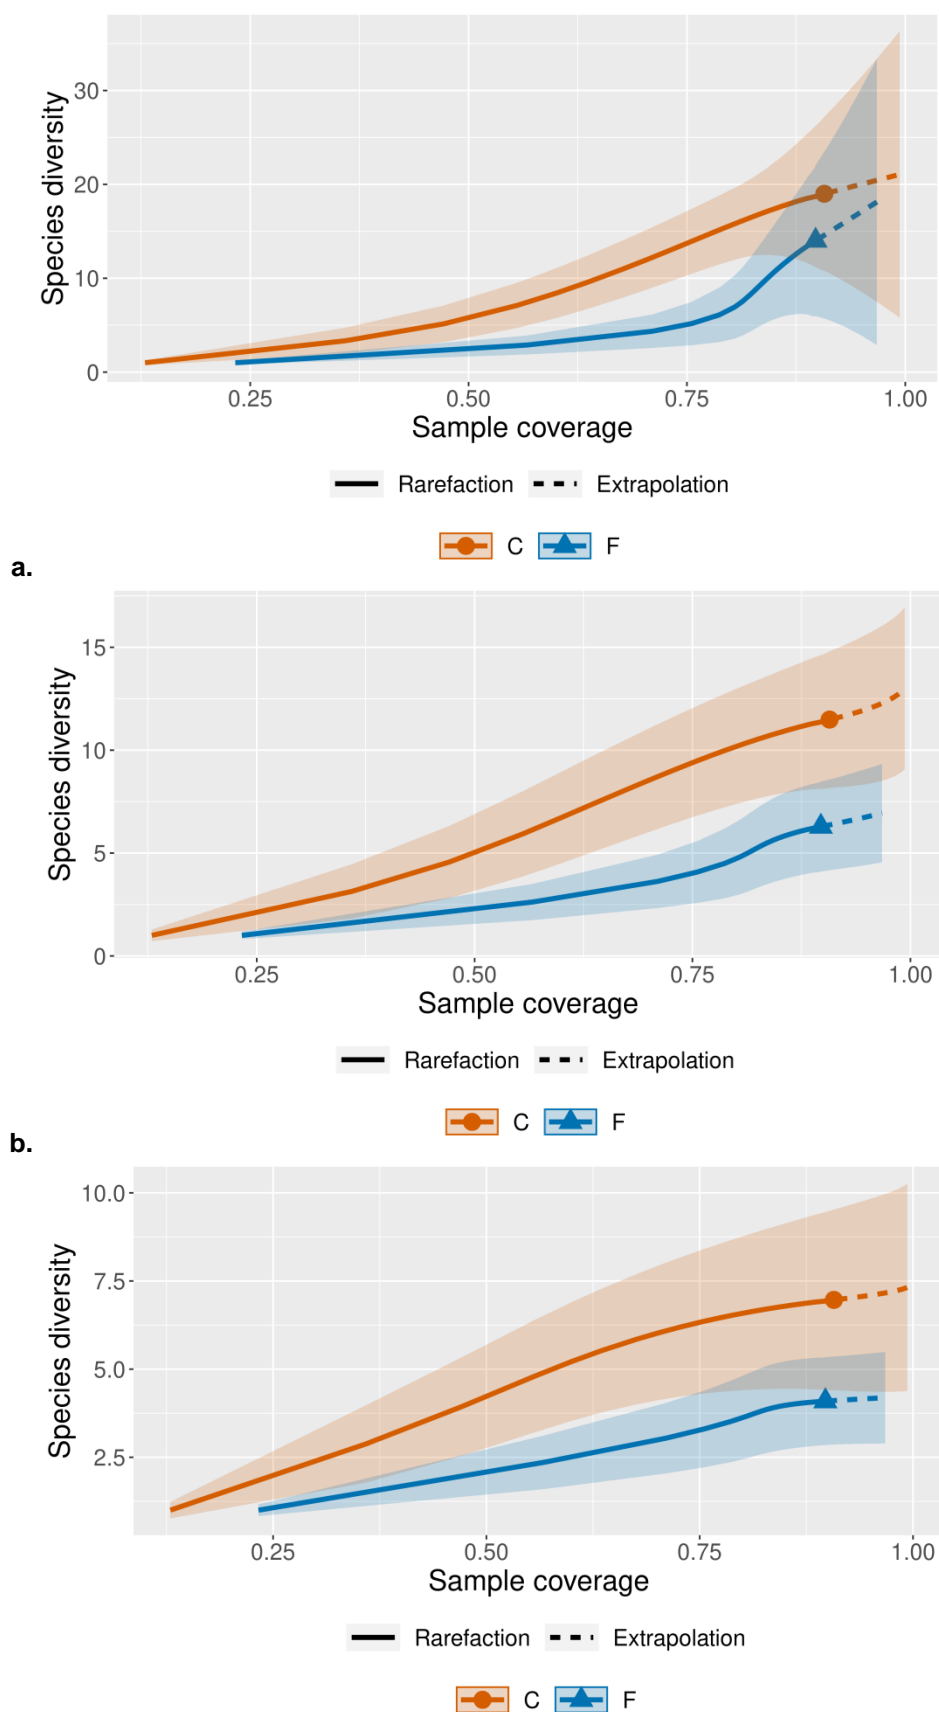 Species diversity
30
20
10
0
0.25 0.50 0.75 1.00
Sample coverage
Rarefaction Extrapolation
C F
a.
Species diversity
15
10
5
0
0.25 0.50 0.75 1.00
Sample coverage
Rarefaction Extrapolation
C F
b.
Species diversity
10.0
7.5
5.0
2.5
0.25 0.50 0.75 1.00
Sample coverage
Rarefaction Extrapolation
C F